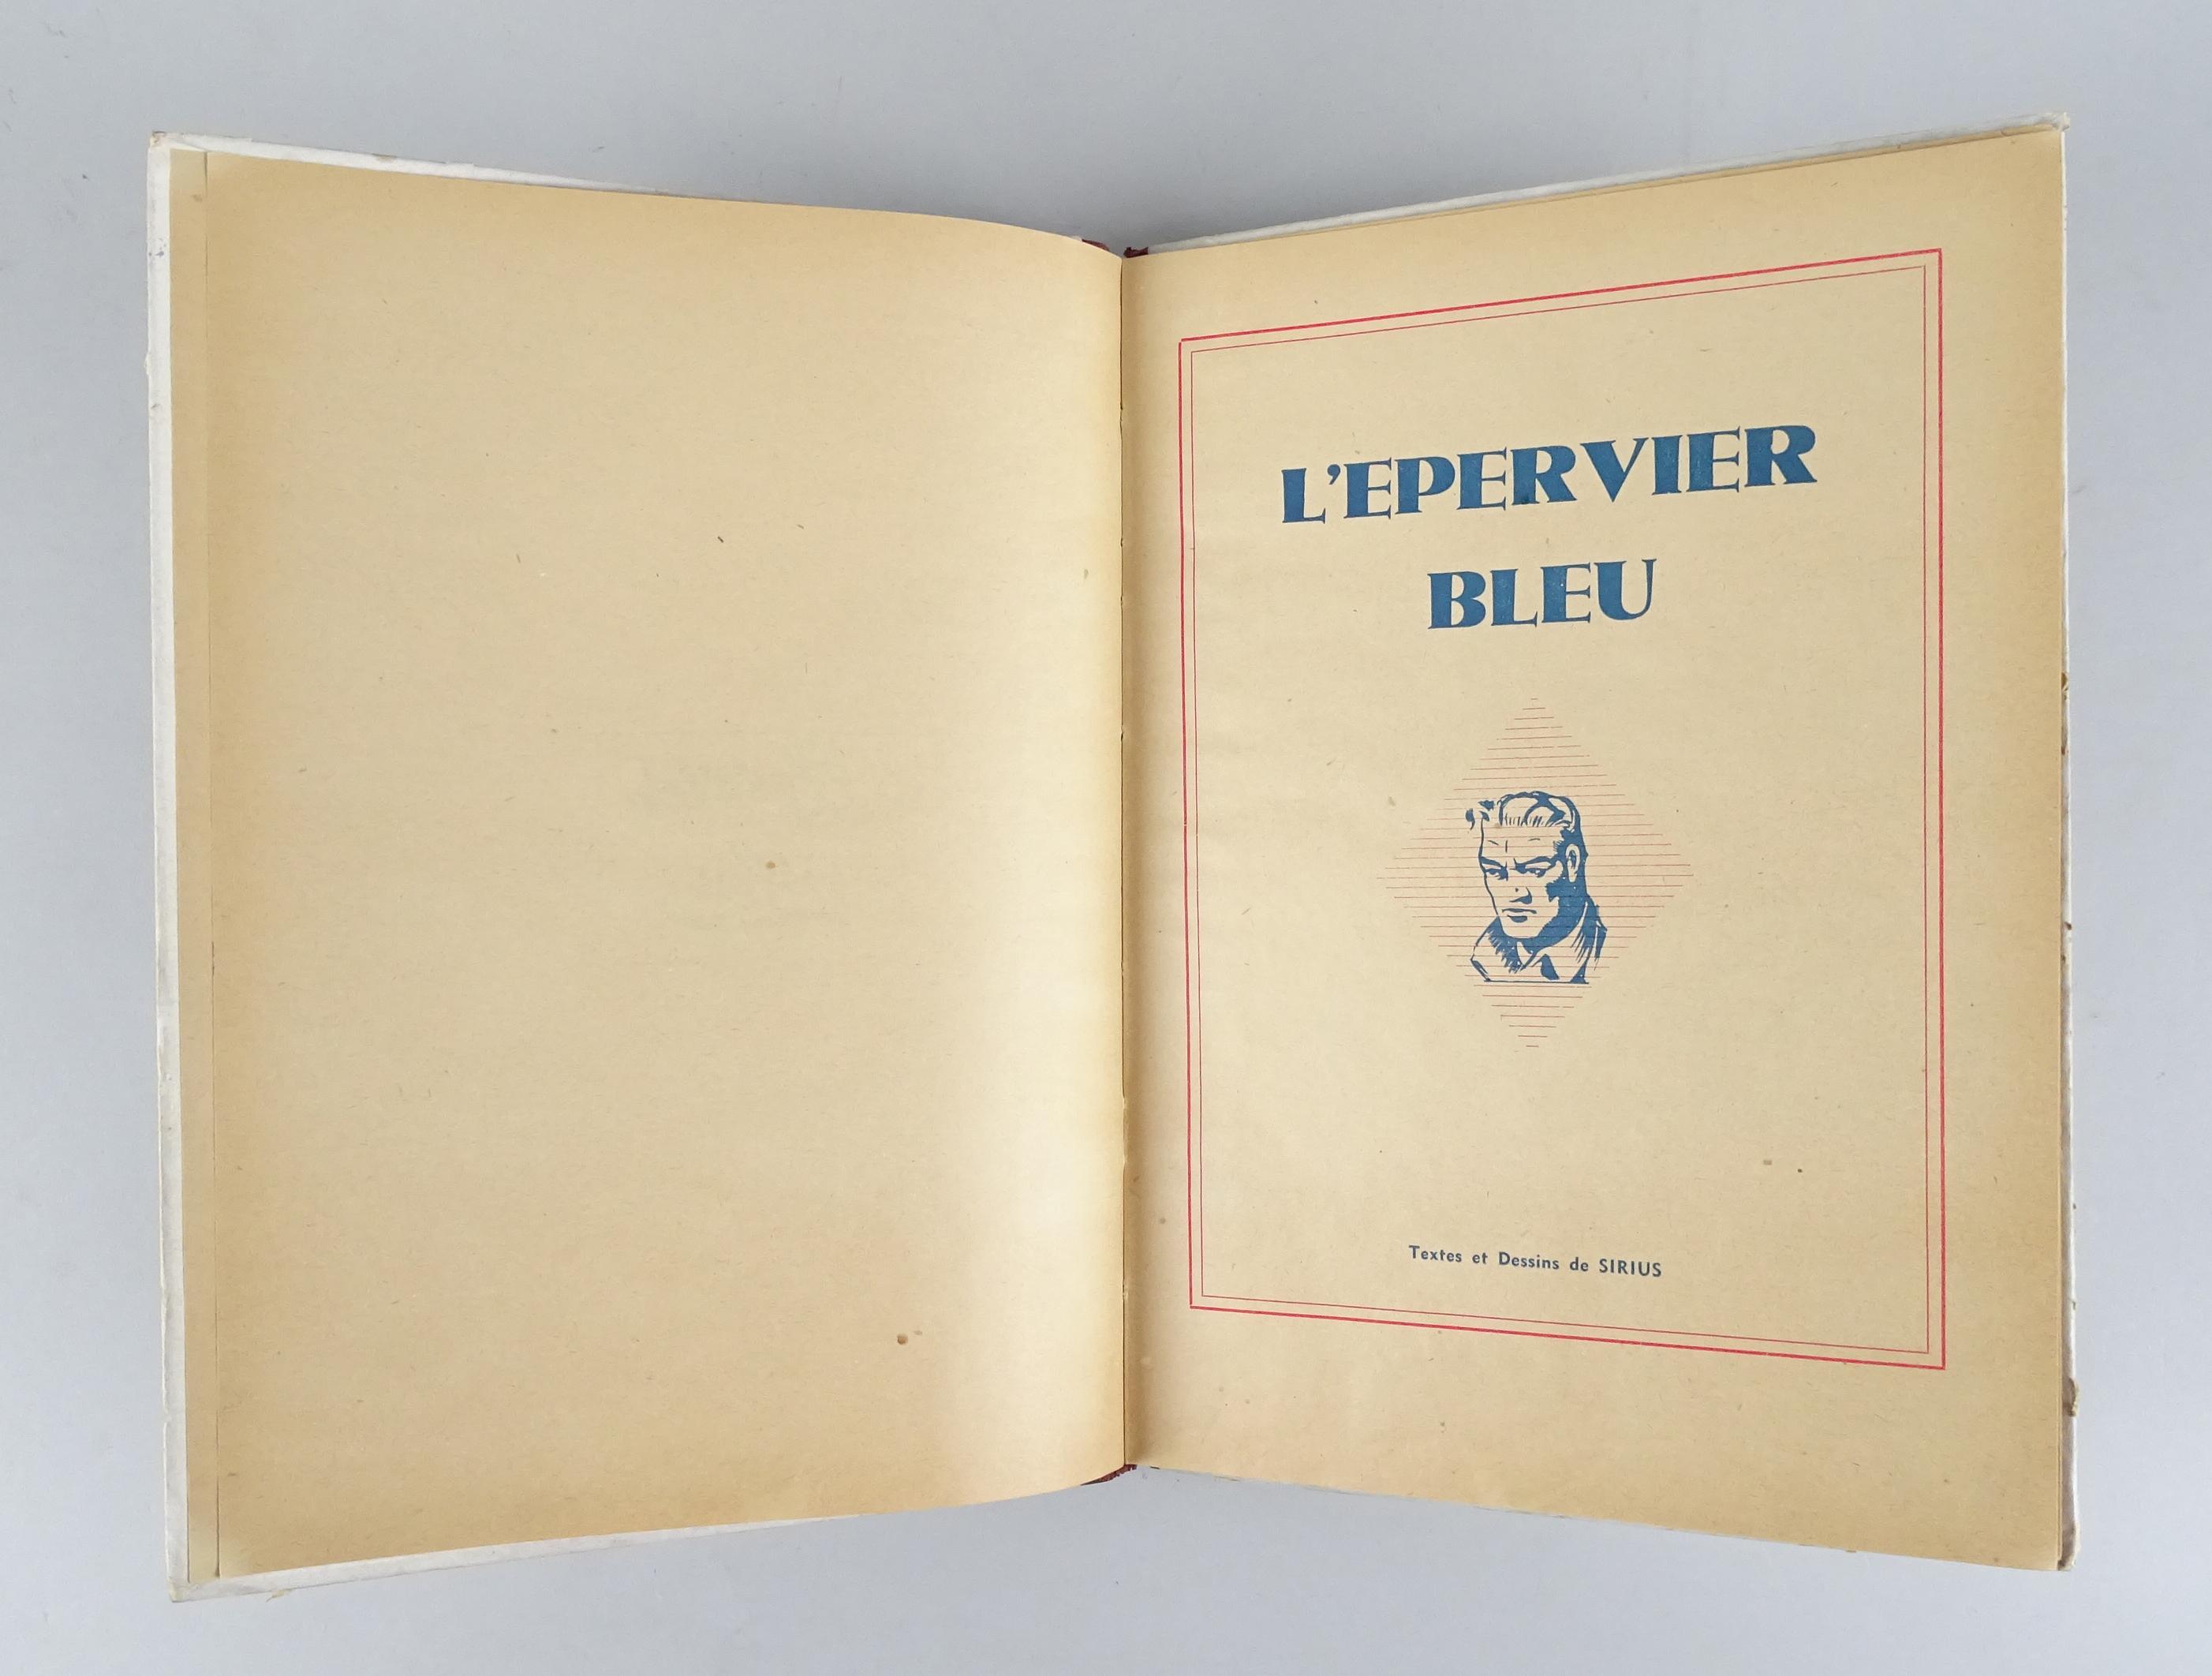 L'EPERVIER
BLEU
Textes et Dessins de SIRIUS